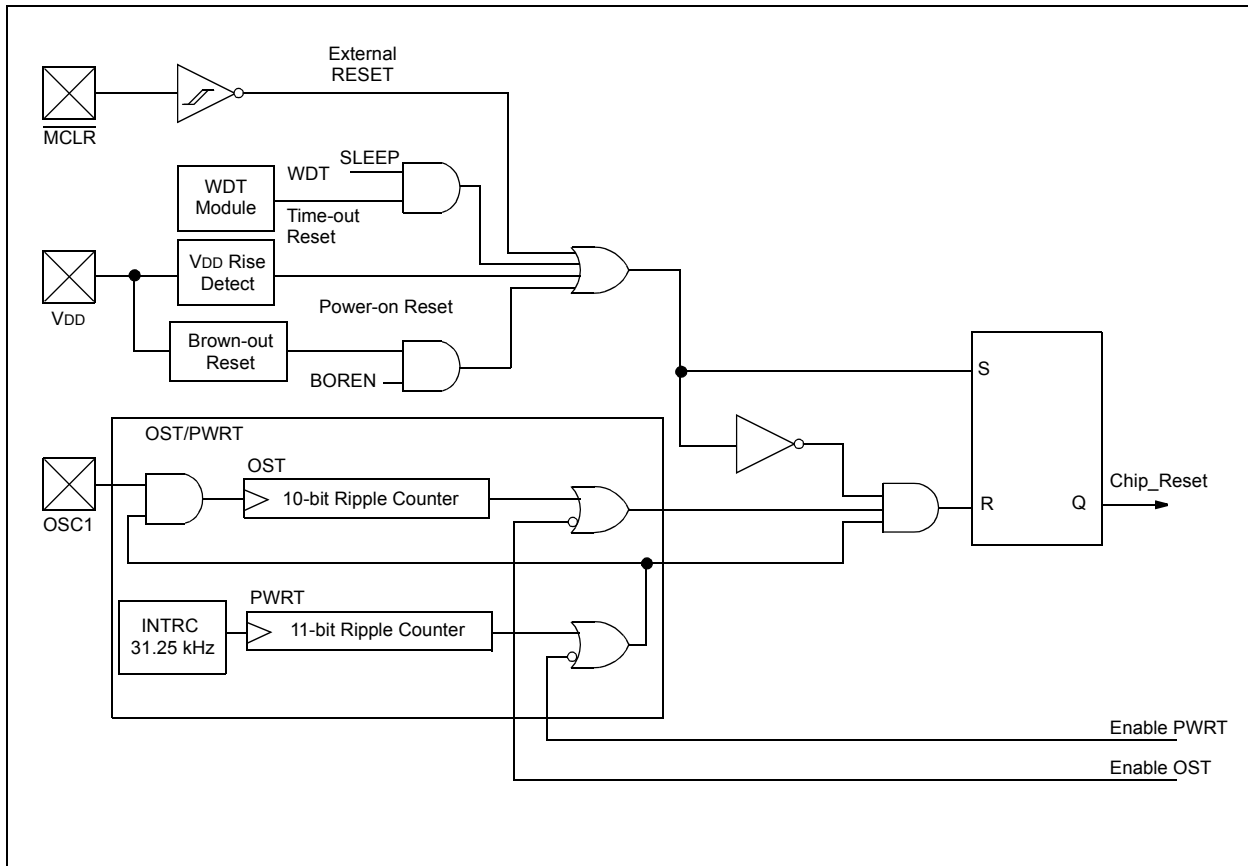 External
RESET
MCLR
SLEEP
WDT
WDT
Module
Time-out
Reset
VDD Rise
Detect
VDD
Power-on Reset
Brown-out
Reset
BOREN
S
OST/PWRT
OST
10-bit Ripple Counter
OSC1
Chip_Reset
R
Q
PWRT
INTRC
31.25 kHz
11-bit Ripple Counter
Enable PWRT
Enable OST